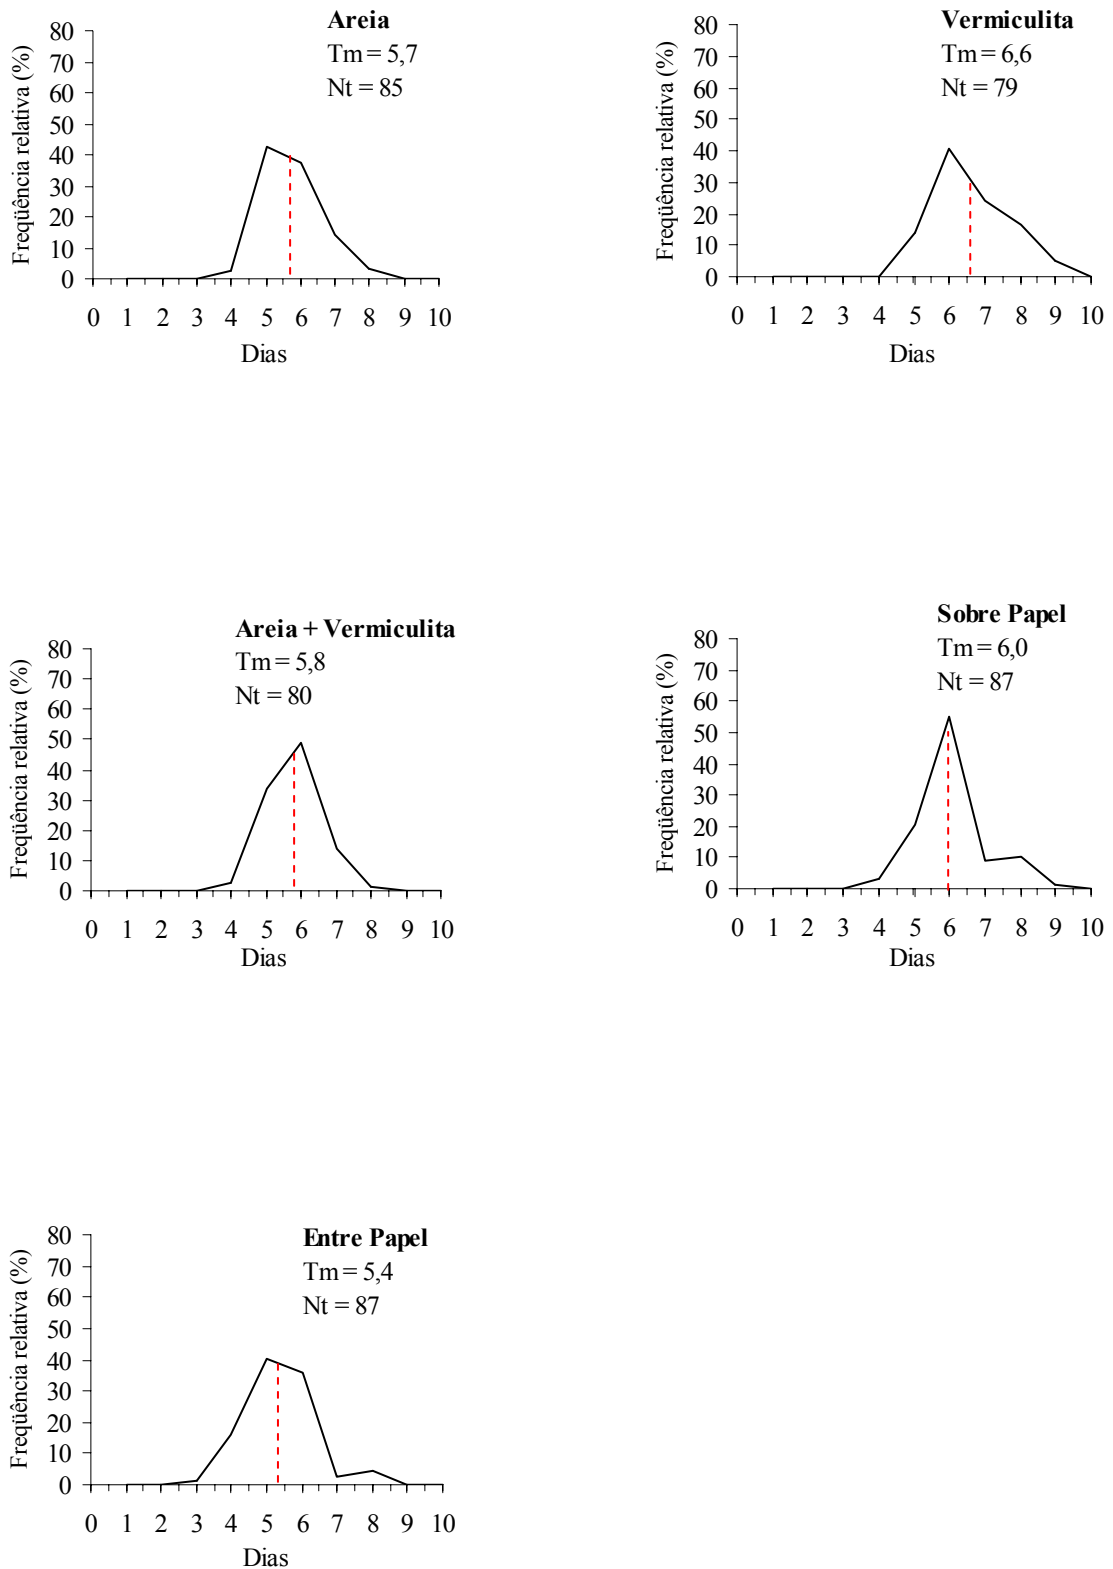 Areia
Tm = 5,7
Nt = 85
Freqüência relativa (%)
80
70
60
50
40
30
20
10
0
0 1 2 3 4 5 6 7 8 9 10
Dias
Vermiculita
Tm = 6,6
Nt = 79
Freqüência relativa (%)
80
70
60
50
40
30
20
10
0
0 1 2 3 4 5 6 7 8 9 10
Dias
Areia + Vermiculita
Tm = 5,8
Nt = 80
Freqüência relativa (%)
80
70
60
50
40
30
20
10
0
0 1 2 3 4 5 6 7 8 9 10
Dias
Sobre Papel
Tm = 6,0
Nt = 87
Freqüência relativa (%)
80
70
60
50
40
30
20
10
0
0 1 2 3 4 5 6 7 8 9 10
Dias
Entre Papel
Tm = 5,4
Nt = 87
Freqüência relativa (%)
80
70
60
50
40
30
20
10
0
0 1 2 3 4 5 6 7 8 9 10
Dias